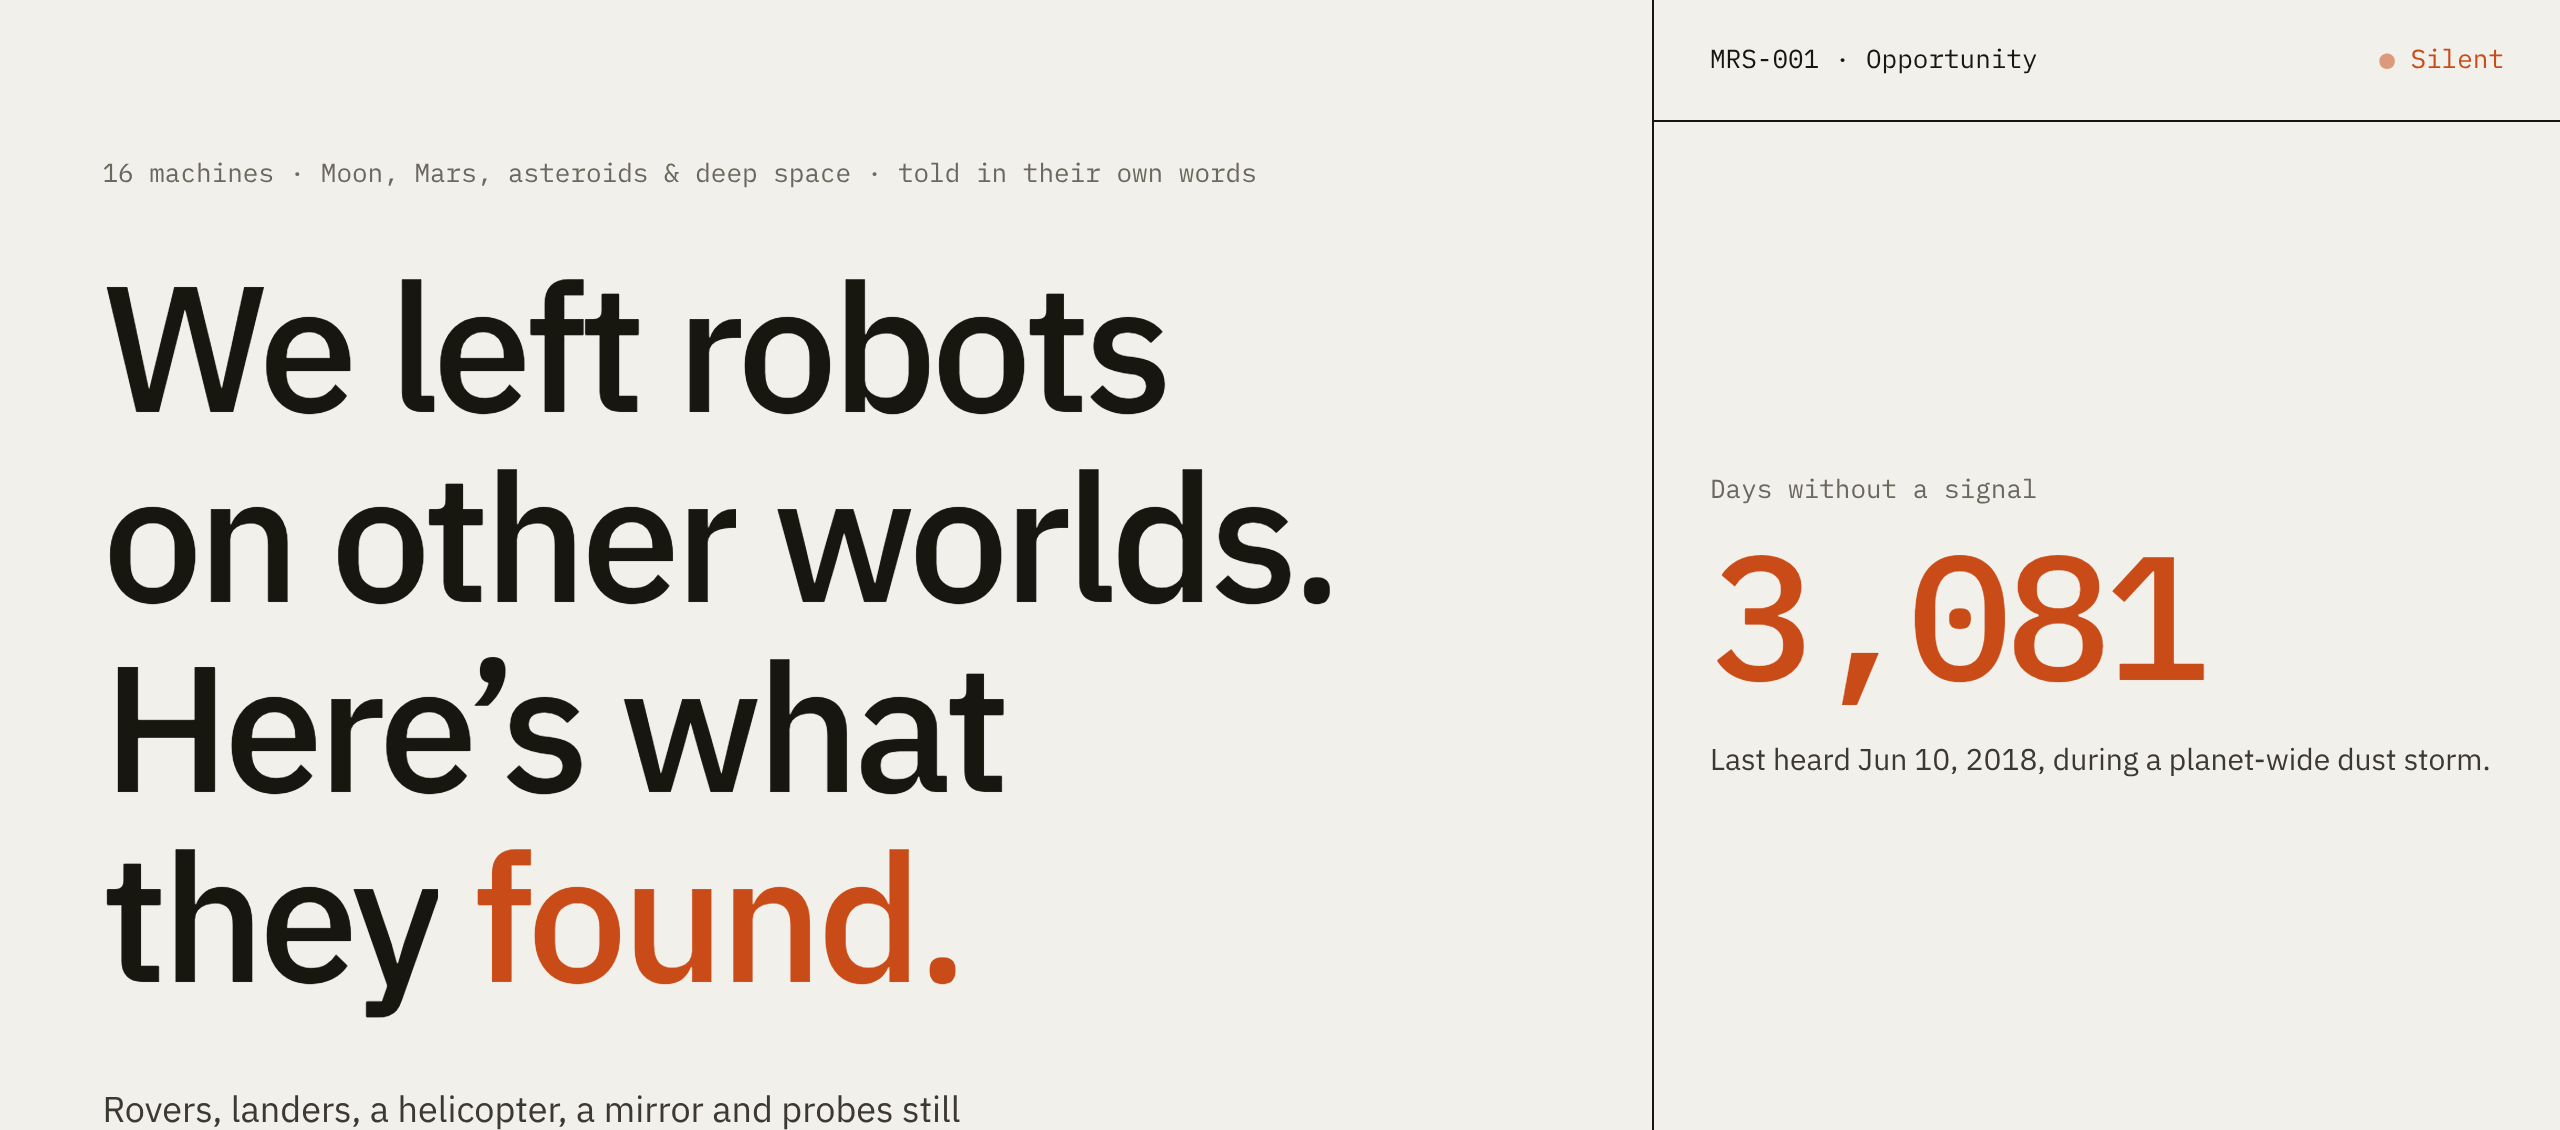 16 machines · Moon, Mars, asteroids & deep space · told in their own words
We left robots
on other worlds.
Here’s what
they found.
Rovers, landers, a helicopter, a mirror and probes still
MRS-001 · Opportunity
Silent
Days without a signal
3,081
Last heard Jun 10, 2018, during a planet-wide dust storm.